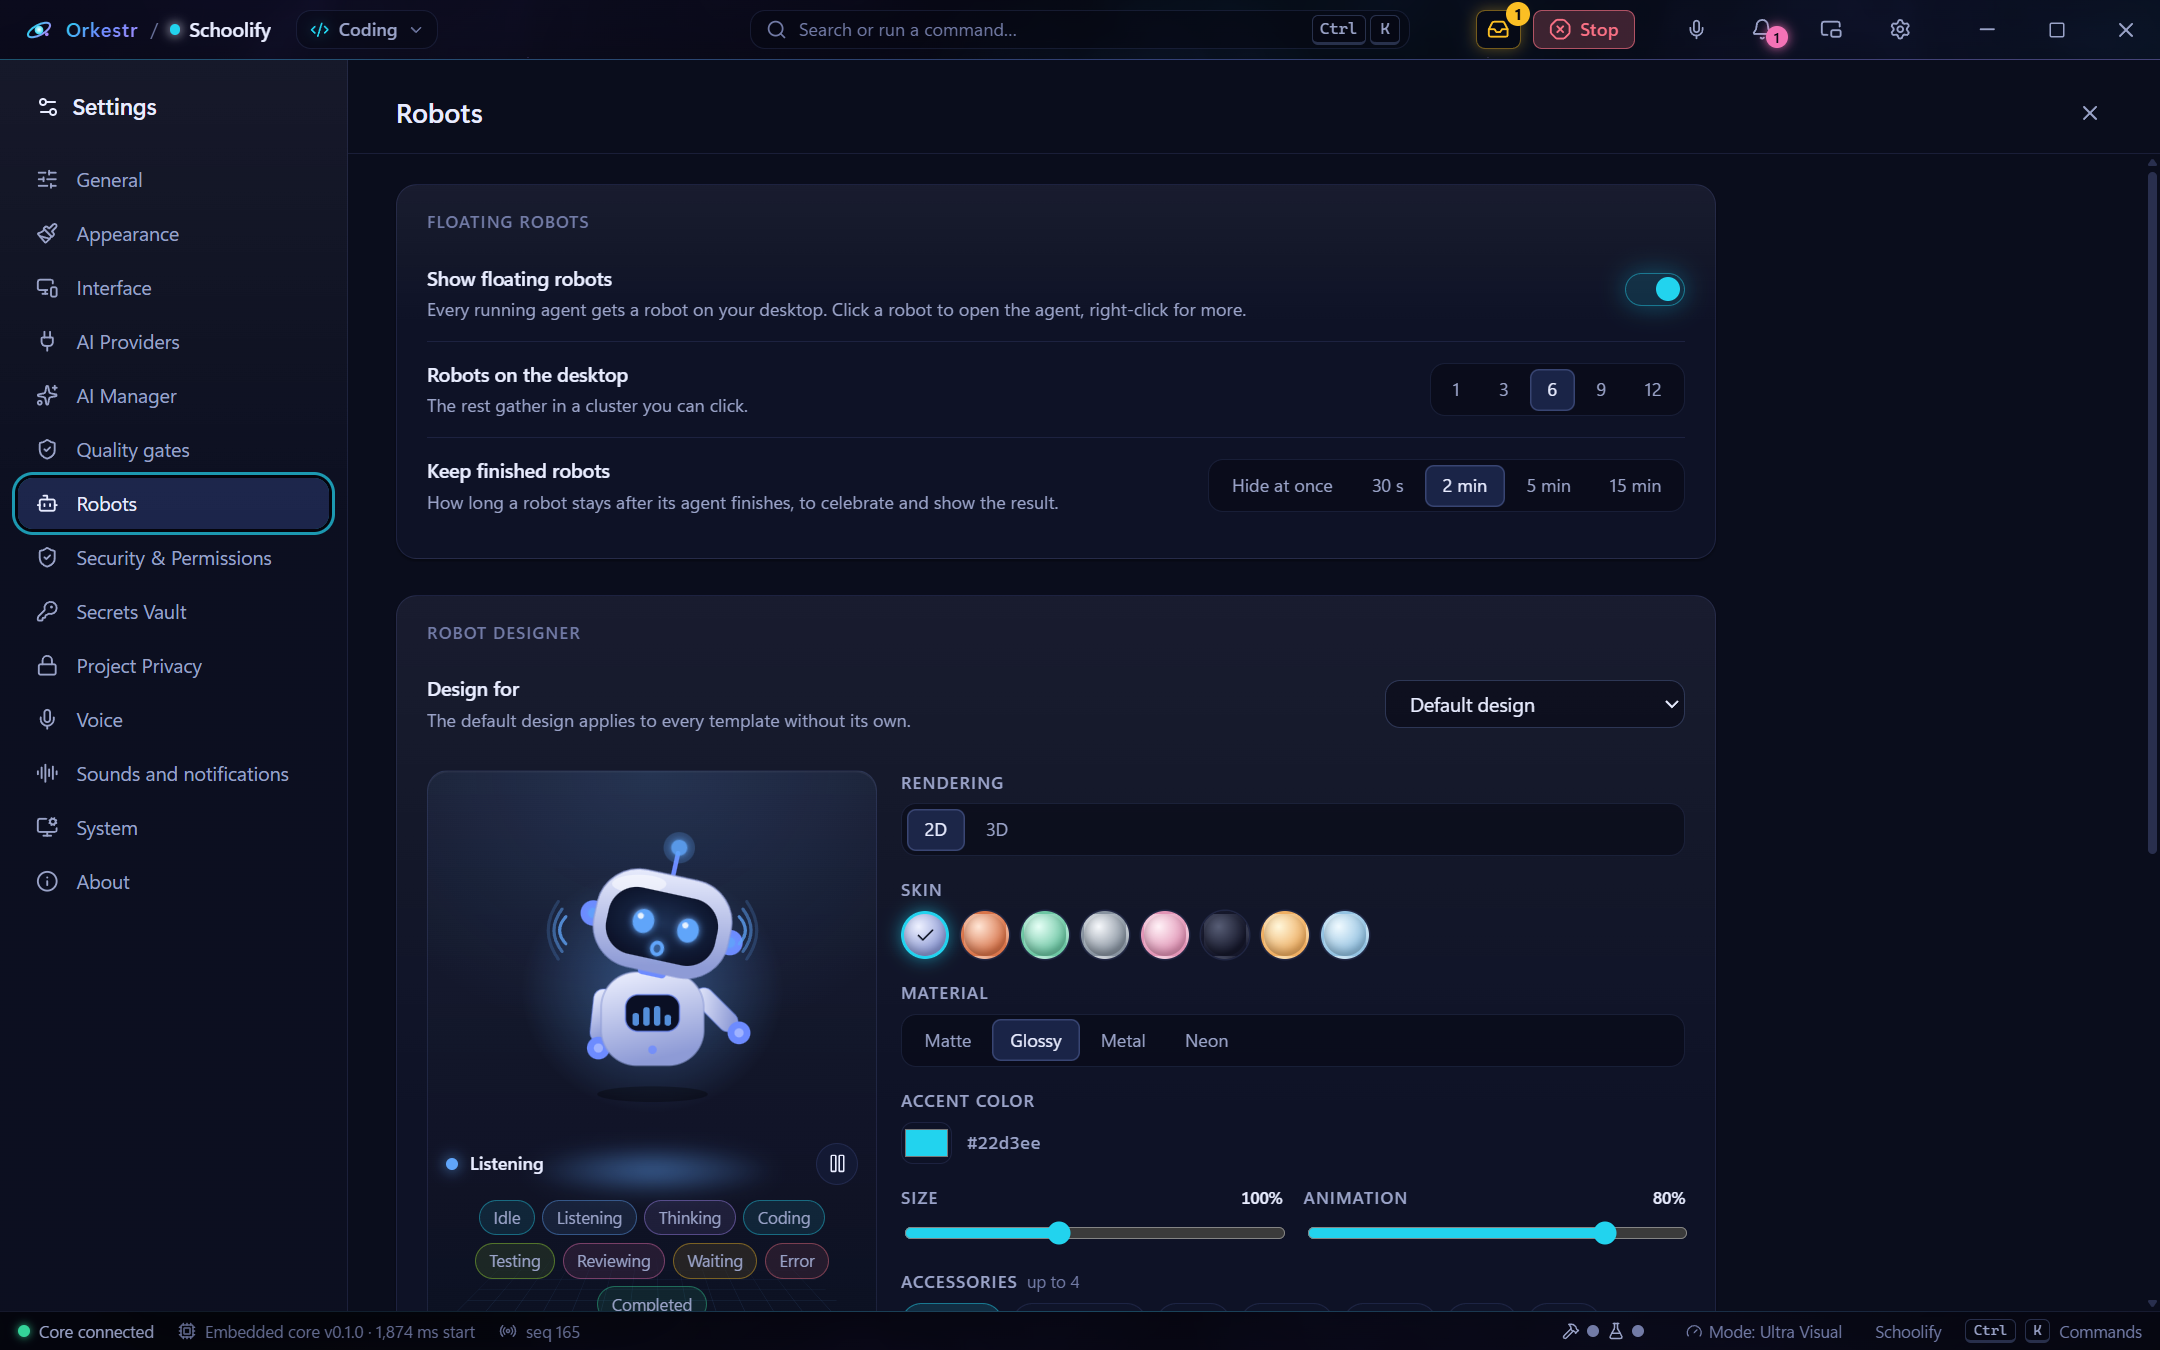 Orkestr / Schoolify
Coding
Search or run a command...
Ctrl K
1
Stop
1
Settings
General
Appearance
Interface
AI Providers
AI Manager
Quality gates
Robots
Security & Permissions
Secrets Vault
Project Privacy
Voice
Sounds and notifications
System
About
Robots
FLOATING ROBOTS
Show floating robots
Every running agent gets a robot on your desktop. Click a robot to open the agent, right-click for more.
Robots on the desktop
The rest gather in a cluster you can click.
1 3 6 9 12
Keep finished robots
How long a robot stays after its agent finishes, to celebrate and show the result.
Hide at once 30 s 2 min 5 min 15 min
ROBOT DESIGNER
Design for
The default design applies to every template without its own.
Default design
Listening
Idle Listening Thinking Coding
Testing Reviewing Waiting Error
Completed
RENDERING
2D 3D
SKIN
MATERIAL
Matte Glossy Metal Neon
ACCENT COLOR
#22d3ee
SIZE 100%
ANIMATION 80%
ACCESSORIES up to 4
Core connected
Embedded core v0.1.0 · 1,874 ms start
seq 165
Mode: Ultra Visual
Schoolify
Ctrl K Commands